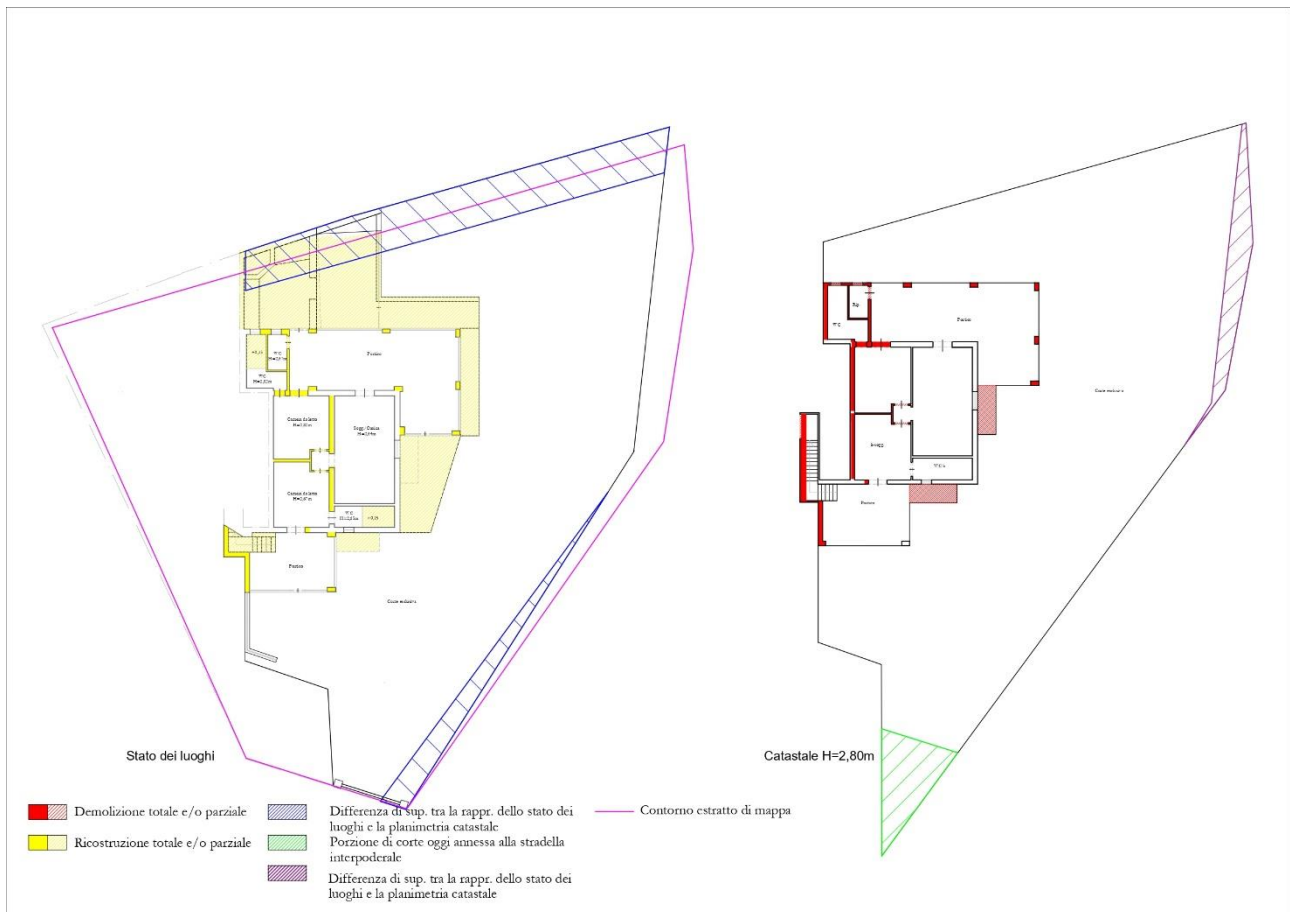 Rip.
W.C.
Portico
W.C.
Portico
Camera da letto
Corte esclusiva
Camera da letto
W.C.
Portico
Portico
Corte esclusiva
Stato dei luoghi
Catastale H=2,80m
Demolizione totale e/o parziale
Ricostruzione totale e/o parziale
Differenza di sup. tra la rappr. dello stato dei
luoghi e la planimetria catastale
Porzione di corte oggi annessa alla stradella
interpoderale
Differenza di sup. tra la rappr. dello stato dei
luoghi e la planimetria catastale
Contorno estratto di mappa